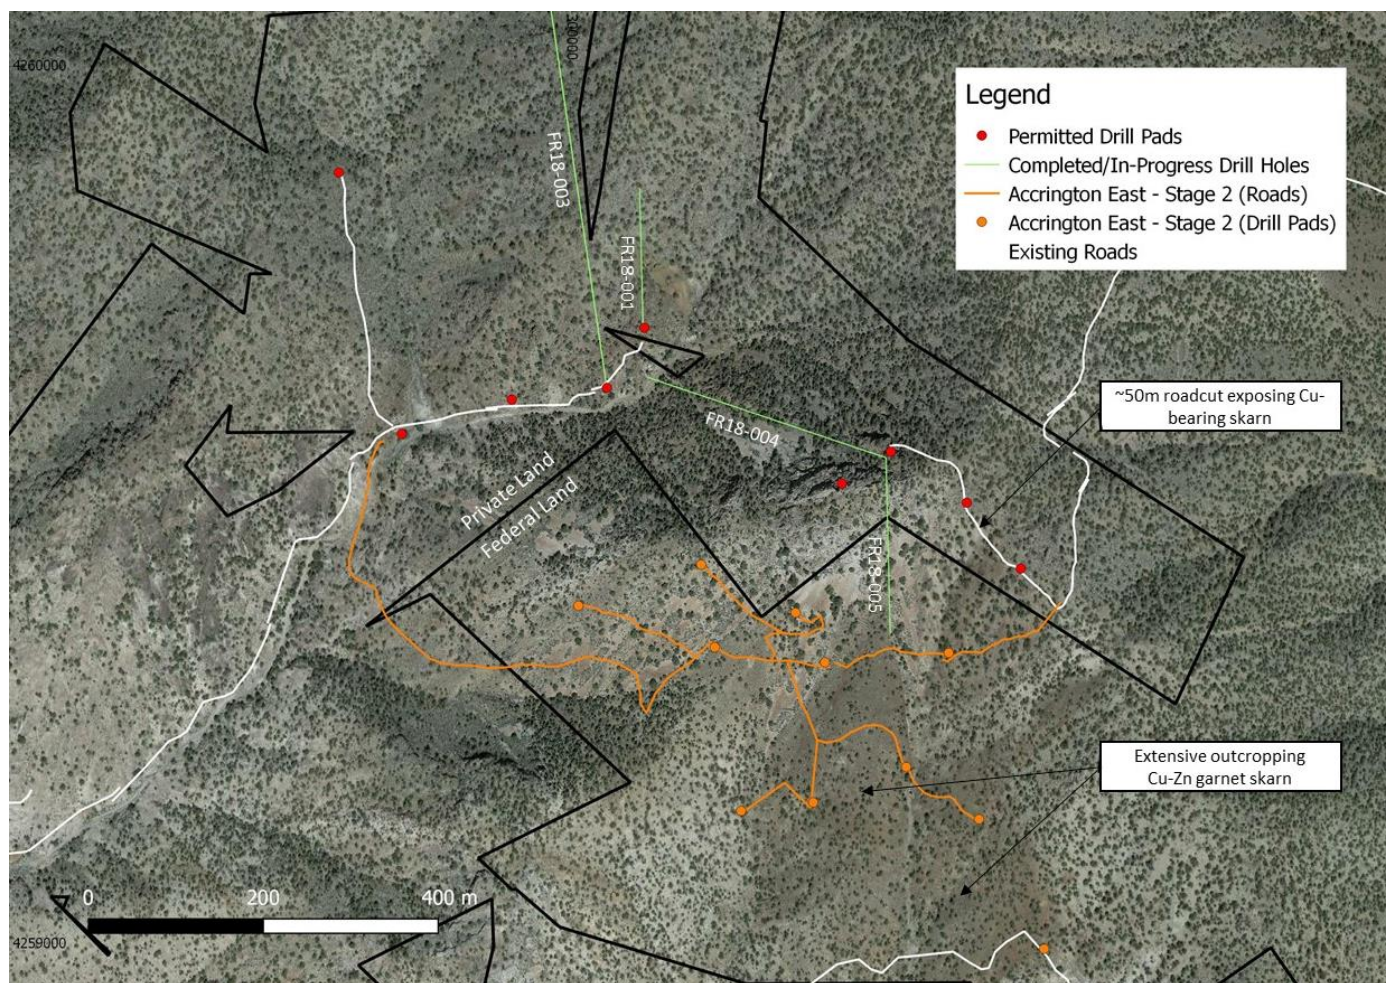 300000
4260000
Legend
Permitted Drill Pads
Completed/In-Progress Drill Holes
Accrington East - Stage 2 (Roads)
Accrington East - Stage 2 (Drill Pads)
Existing Roads
FR18-003
FR18-001
~50m roadcut exposing Cu-
bearing skarn
FR18-004
Private Land
Federal Land
FR18-005
Extensive outcropping
Cu-Zn garnet skarn
0 200 400 m
4259000